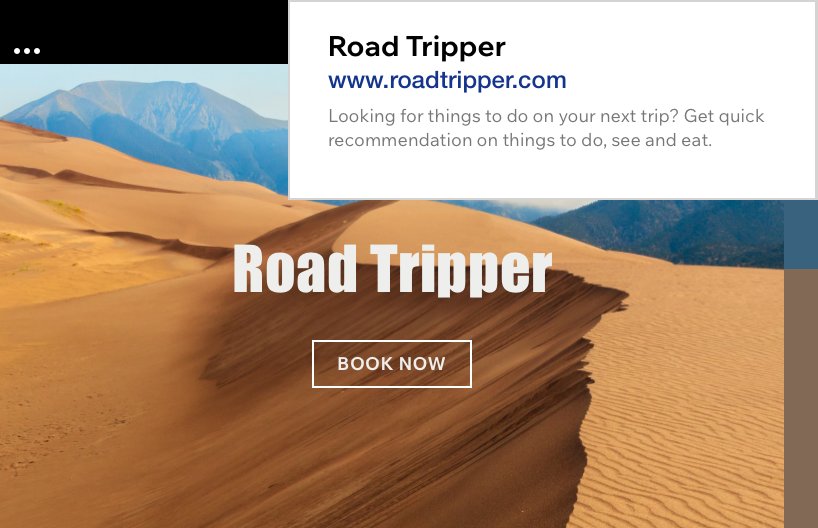 Road Tripper
www.roadtripper.com
Looking for things to do on your next trip? Get quick
recommendation on things to do, see and eat.
Road Tripper
BOOK NOW